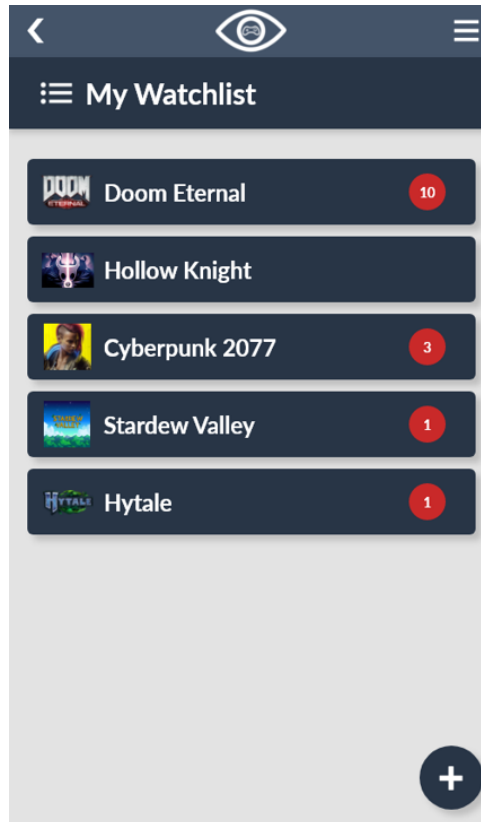 My Watchlist
DOOM
ETERNAL
Doom Eternal
10
Hollow Knight
Cyberpunk 2077
3
STARDEW
VALLEY
Stardew Valley
1
HYTALE
Hytale
1